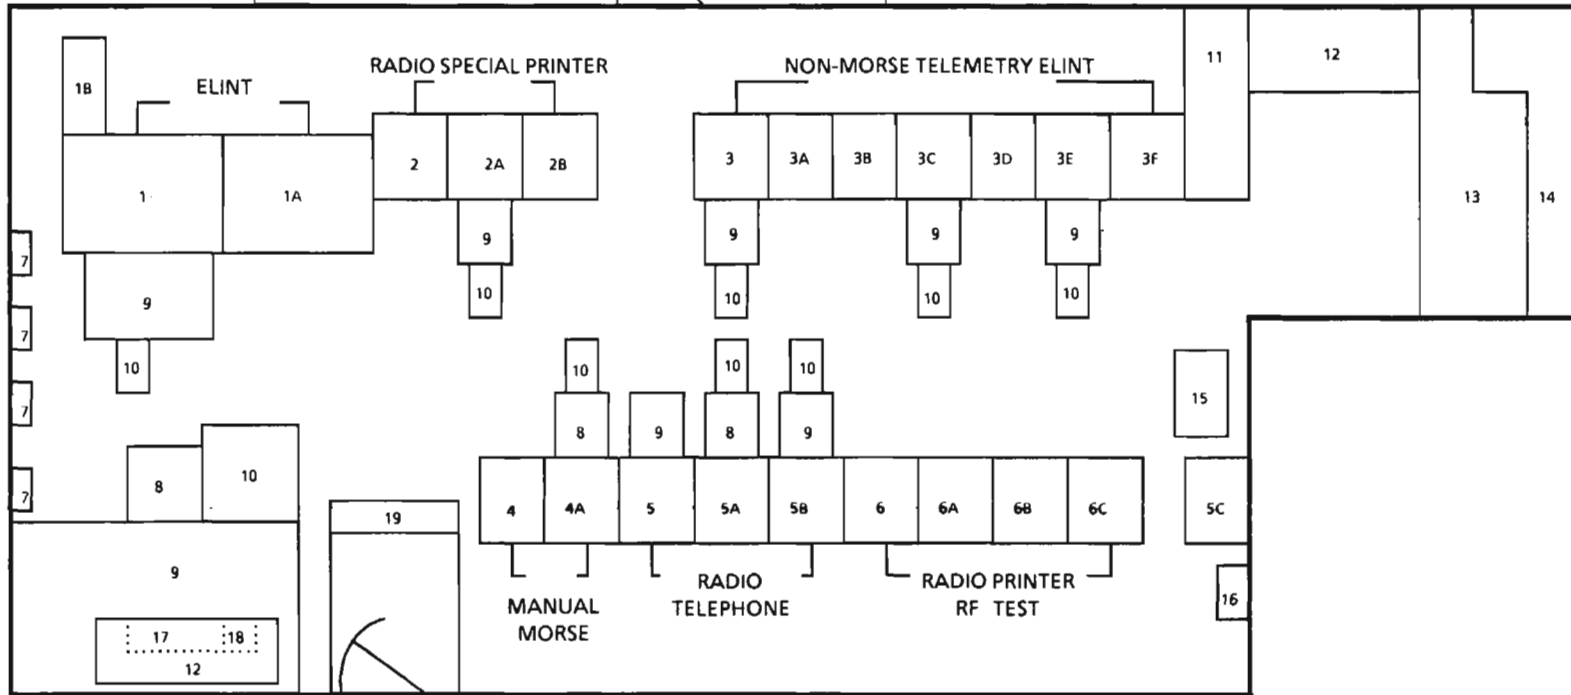 RADIO SPECIAL PRINTER
NON-MORSE TELEMETRY ELINT
11
12
1B
ELINT
2
2A
2B
3
3A
3B
3C
3D
3E
3F
1
1A
13
14
7
9
9
9
9
9
10
10
10
10
7
10
10
10
10
15
7
8
9
8
9
8
10
7
4
4A
5
5A
5B
6
6A
6B
6C
5C
19
9
MANUAL
MORSE
RADIO
TELEPHONE
RADIO PRINTER
RF TEST
16
17
18
12